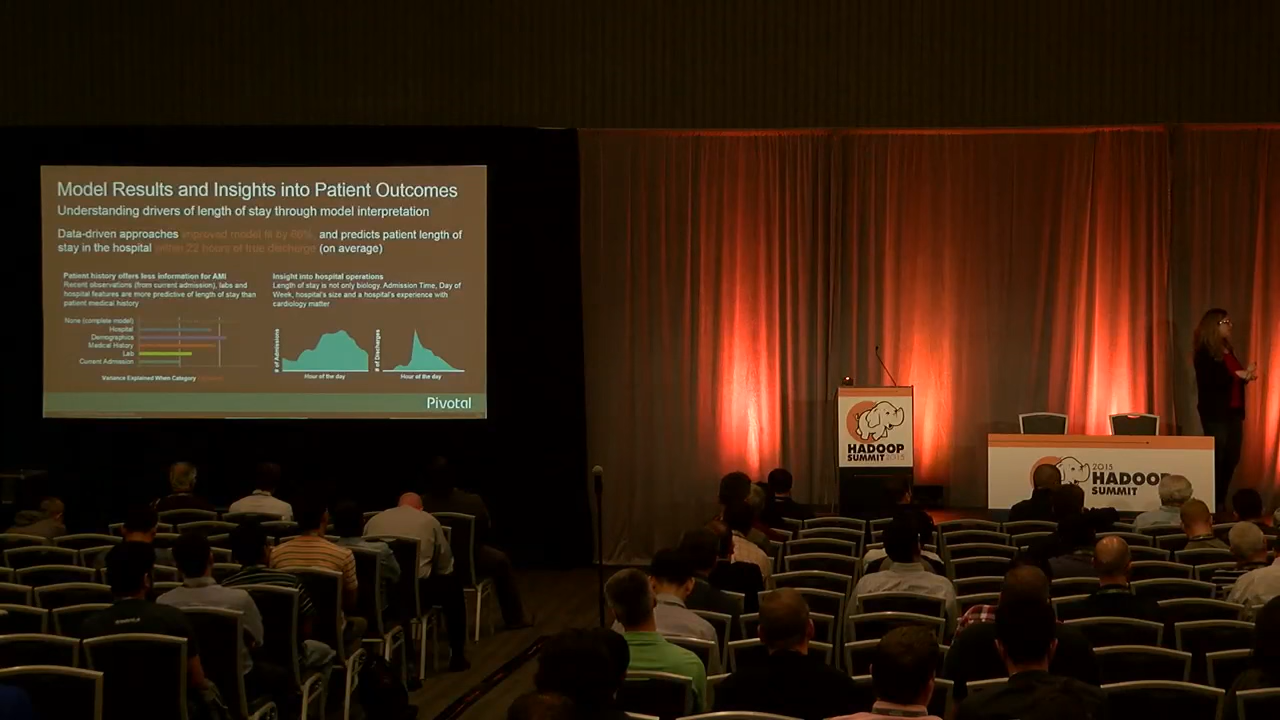 Model Results and Insights into Patient Outcomes
Understanding drivers of length of stay through model interpretation
Data-driven approaches improved model fit by 60% and predicts patient length of
stay in the hospital within 22 hours of true discharge (on average)
Patient history offers less information for AMI
Recent observations (from current admission), labs and
hospital features are more predictive of length of stay than
patient medical history
None (complete model)
Hospital
Demographics
Medical History
Lab
Current Admission
Variance Explained When Category
Insight into hospital operations
Length of stay is not only biology. Admission Time, Day of
Week, hospital's size and a hospital's experience with
cardiology matter
# of Admissions
Hour of the day
# of Discharges
Hour of the day
Pivotal
HADOOP
SUMMIT 2015
2015
HADOOP
SUMMIT